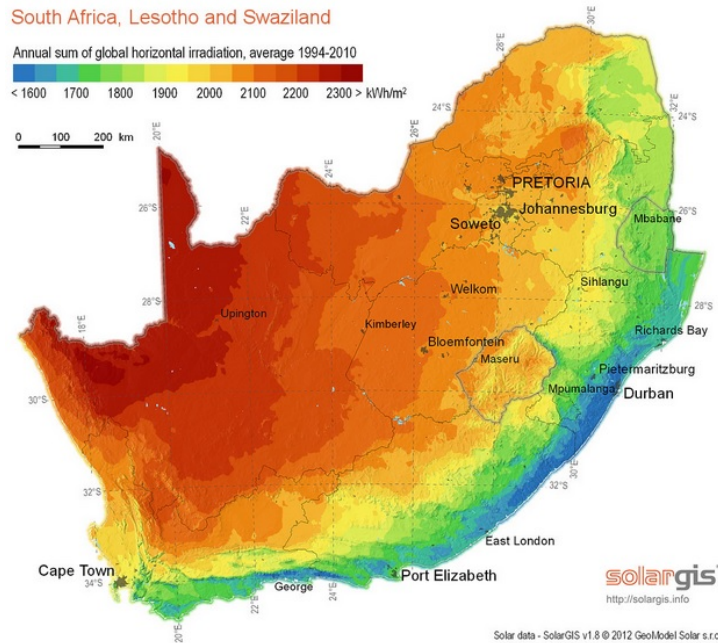 South Africa, Lesotho and Swaziland
Annual sum of global horizontal irradiation, average 1994-2010
< 1600 1700 1800 1900 2000 2100 2200 2300 > kWh/m²
0 100 200 km
30°E
28°E
24°S
32°E
24°S
20°E
26°E
24°E
PRETORIA
Johannesburg
22°E
26°S
Soweto
Mbabane
26°S
Sihlangu
28°S
Welkom
28°S
Upington
18°E
Kimberley
Richards Bay
Bloemfontein
Maseru
Pietermaritzburg
Mpumalanga
Durban
30°S
30°E
32°S
32°S
East London
Cape Town
34°S
Port Elizabeth
George
20°E
22°E
24°E
26°E
28°E
solargis
http://solargis.info
Solar data - SolarGIS v1.8 © 2012 GeoModel Solar s.r.o